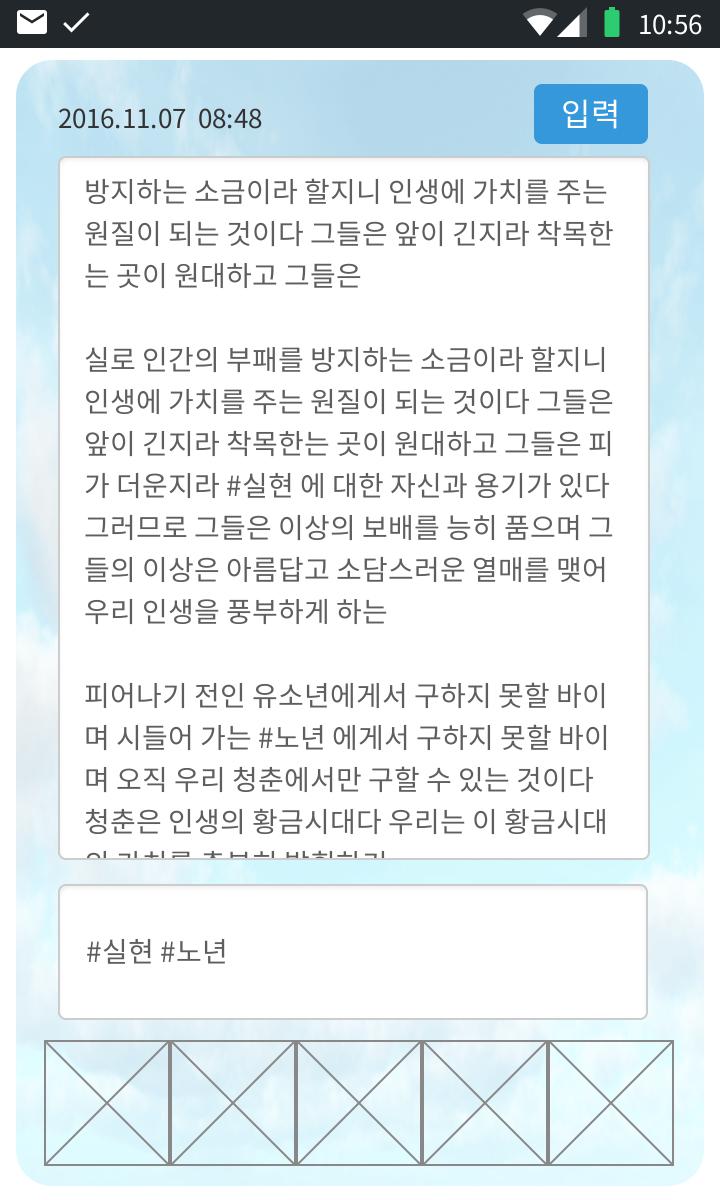 10:56
2016.11.07 08:48
입력
방지하는 소금이라 할지니 인생에 가치를 주는
원질이 되는 것이다 그들은 앞이 긴지라 착목한
는 곳이 원대하고 그들은
실로 인간의 부패를 방지하는 소금이라 할지니
인생에 가치를 주는 원질이 되는 것이다 그들은
앞이 긴지라 착목한는 곳이 원대하고 그들은 피
가 더운지라 #실현 에 대한 자신과 용기가 있다
그러므로 그들은 이상의 보배를 능히 품으며 그
들의 이상은 아름답고 소담스러운 열매를 맺어
우리 인생을 풍부하게 하는
피어나기 전인 유소년에게서 구하지 못할 바이
며 시들어 가는 #노년 에게서 구하지 못할 바이
며 오직 우리 청춘에서만 구할 수 있는 것이다
청춘은 인생의 황금시대다 우리는 이 황금시대
#실현 #노년